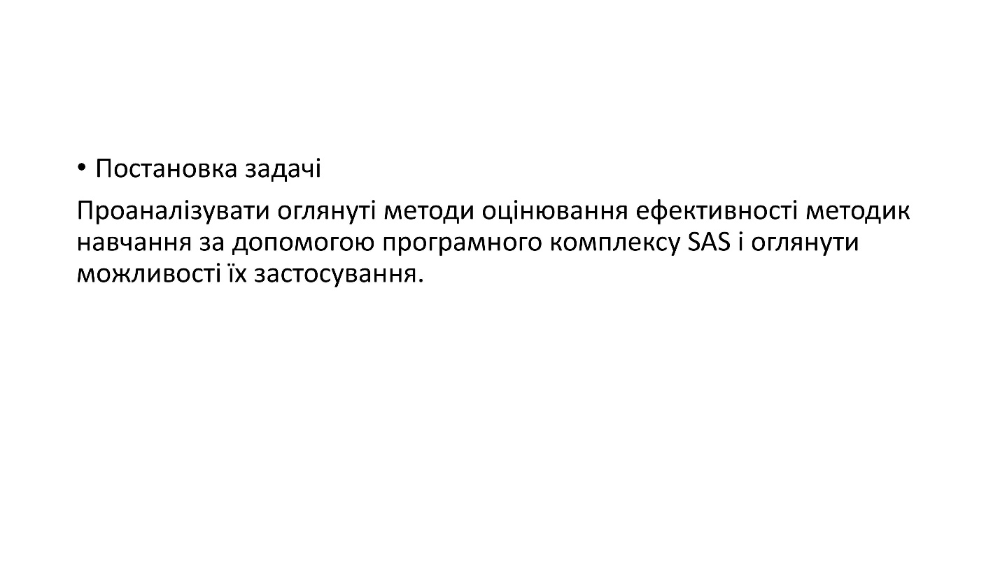 • Постановка задачі
Проаналізувати оглянуті методи оцінювання ефективності методик
навчання за допомогою програмного комплексу SAS і оглянути
можливості їх застосування.